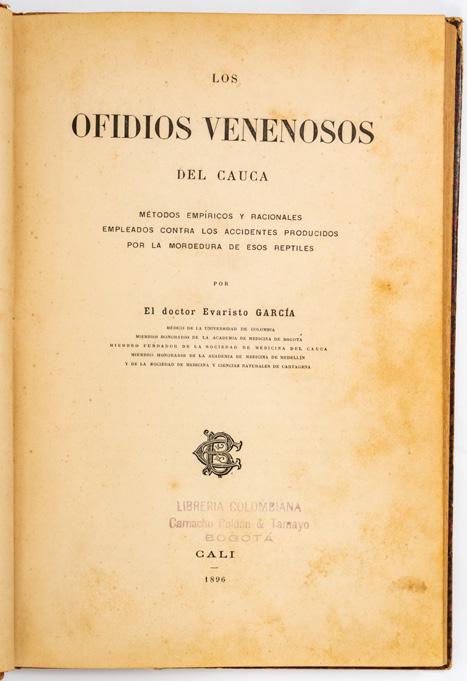 LOS
OFIDIOS VENENOSOS
DEL CAUCA
MÉTODOS EMPÍRICOS Y RACIONALES
EMPLEADOS CONTRA LOS ACCIDENTES PRODUCIDOS
POR LA MORDEDURA DE ESOS REPTILES
POR
El doctor Evaristo GARCÍA
MÉDICO DE LA UNIVERSIDAD DE COLOMBIA
MIEMBRO HONORARIO DE LA ACADEMIA DE MEDICINA DE BOGOTÁ
MIEMBRO FUNDADOR DE LA SOCIEDAD DE MEDICINA DEL CAUCA
MIEMBRO HONORARIO DE LA ACADEMIA DE MEDICINA DE MEDELLÍN
Y DE LA SOCIEDAD DE MEDICINA Y CIENCIAS NATURALES DE CARTAGENA
LIBRERIA COLOMBIANA
Camacho Roldán & Tamayo
BOGOTÁ
CALI
1896